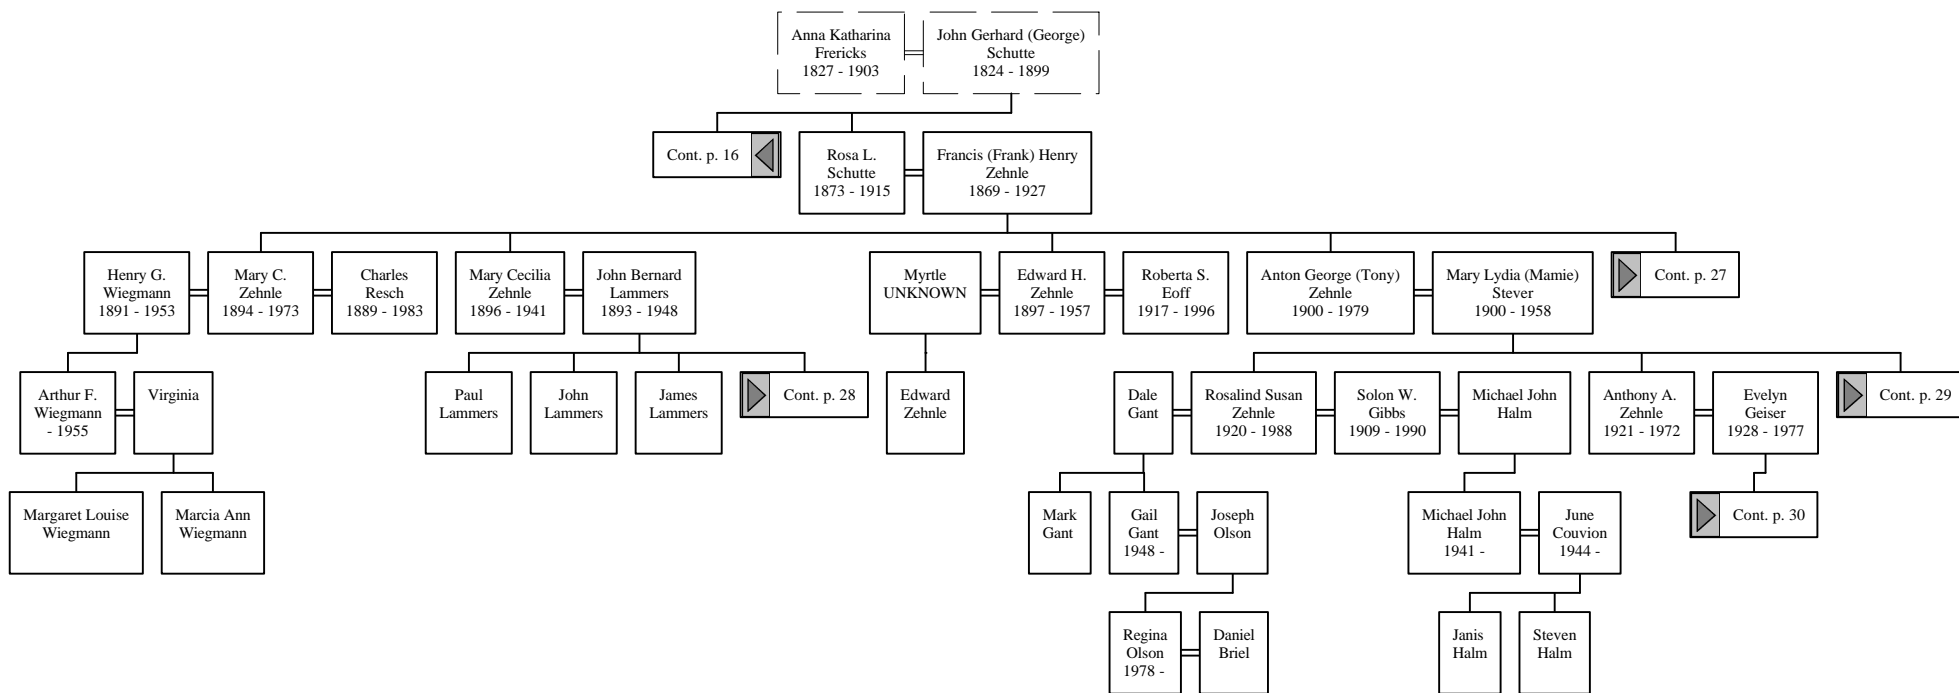 Anna Katharina
Frericks
1827 - 1903
John Gerhard (George)
Schutte
1824 - 1899
Cont. p. 16
Rosa L.
Schutte
1873 - 1915
Francis (Frank) Henry
Zehnle
1869 - 1927
Henry G.
Wiegmann
1891 - 1953
Mary C.
Zehnle
1894 - 1973
Charles
Resch
1889 - 1983
Mary Cecilia
Zehnle
1896 - 1941
John Bernard
Lammers
1893 - 1948
Myrtle
UNKNOWN
Edward H.
Zehnle
1897 - 1957
Roberta S.
Eoff
1917 - 1996
Anton George (Tony)
Zehnle
1900 - 1979
Mary Lydia (Mamie)
Stever
1900 - 1958
Cont. p. 27
Arthur F.
Wiegmann
- 1955
Virginia
Paul
Lammers
John
Lammers
James
Lammers
Cont. p. 28
Edward
Zehnle
Dale
Gant
Rosalind Susan
Zehnle
1920 - 1988
Solon W.
Gibbs
1909 - 1990
Michael John
Halm
Anthony A.
Zehnle
1921 - 1972
Evelyn
Geiser
1928 - 1977
Cont. p. 29
Margaret Louise
Wiegmann
Marcia Ann
Wiegmann
Mark
Gant
Gail
Gant
1948 -
Joseph
Olson
Michael John
Halm
1941 -
June
Couvion
1944 -
Cont. p. 30
Regina
Olson
1978 -
Daniel
Briel
Janis
Halm
Steven
Halm